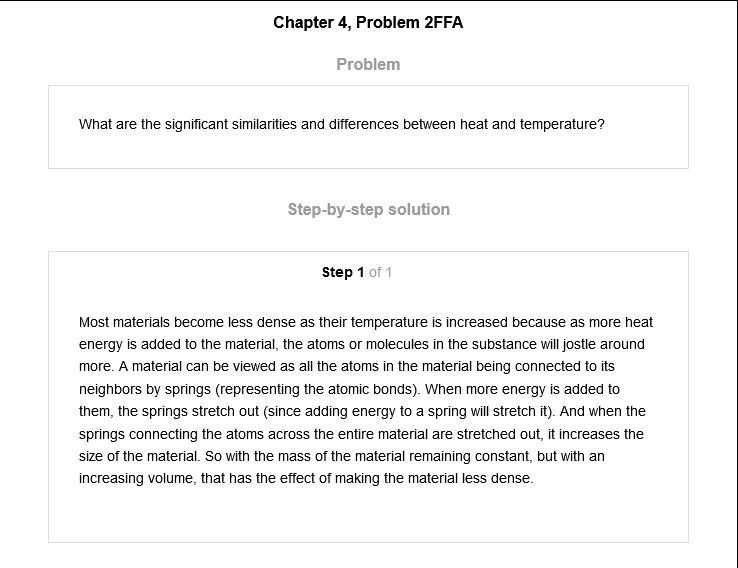 Chapter 4, Problem 2FFA
Problem
What are the significant similarities and differences between heat and temperature?
Step-by-step solution
Step 1 of 1
Most materials become less dense as their temperature is increased because as more heat
energy is added to the material, the atoms or molecules in the substance will jostle around
more. A material can be viewed as all the atoms in the material being connected to its
neighbors by springs (representing the atomic bonds). When more energy is added to
them, the springs stretch out (since adding energy to a spring will stretch it). And when the
springs connecting the atoms across the entire material are stretched out, it increases the
size of the material. So with the mass of the material remaining constant, but with an
increasing volume, that has the effect of making the material less dense.